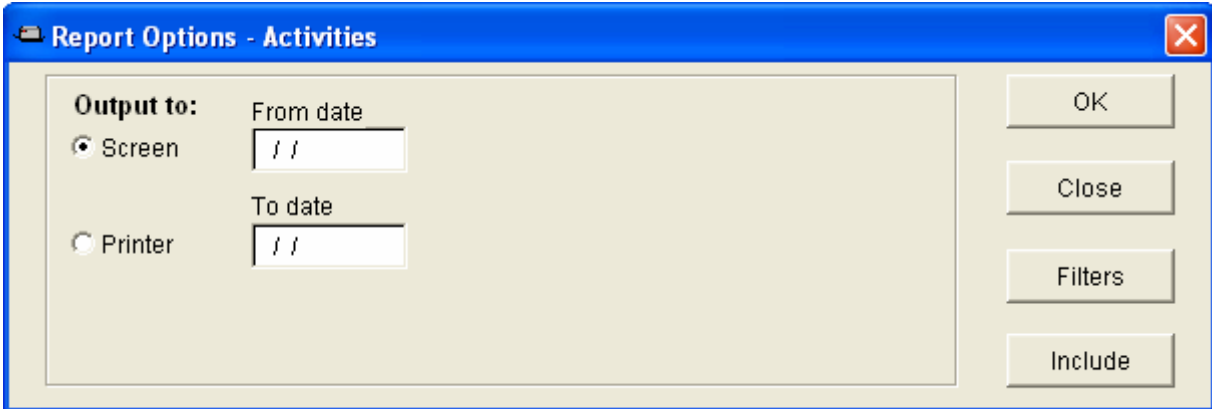 Report Options - Activities
Output to:
From date
Screen
/ /
To date
Printer
/ /
OK
Close
Filters
Include